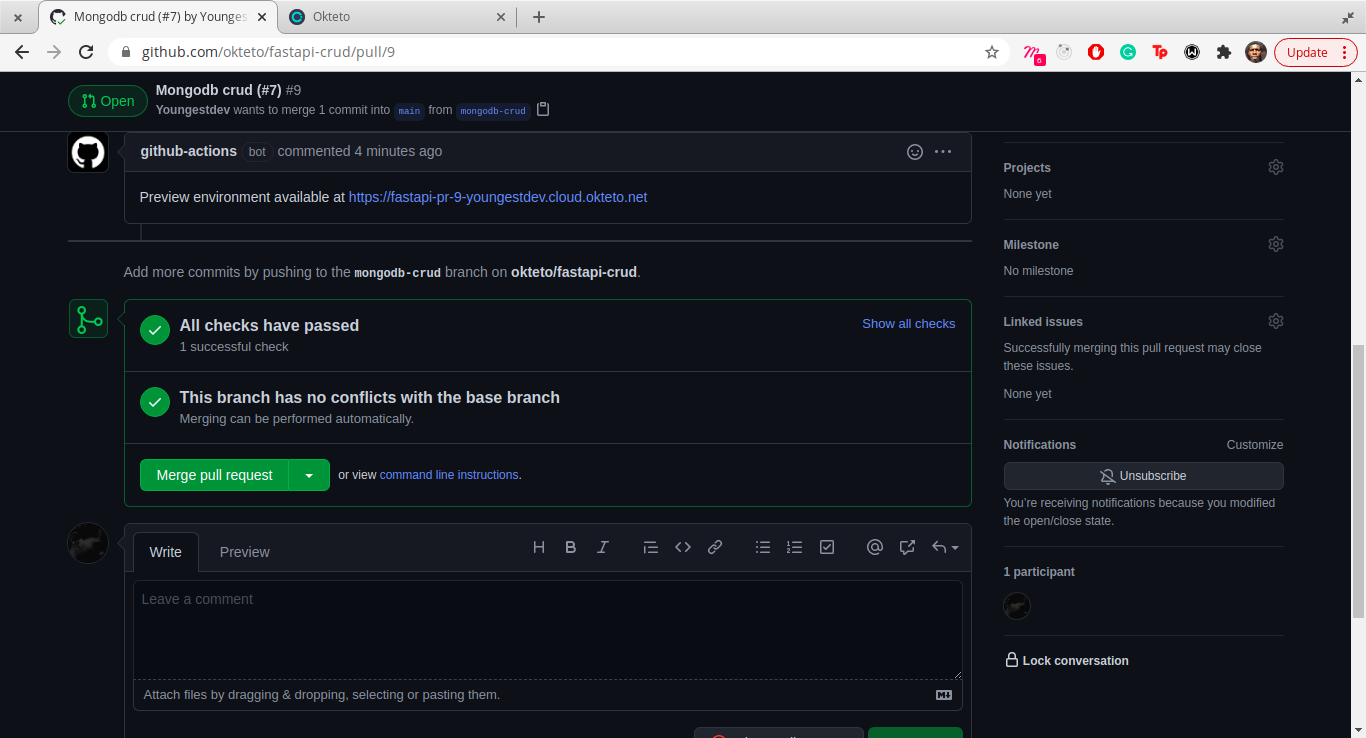 Mongodb crud (#7) by Younges
Okteto
github.com/okteto/fastapi-crud/pull/9
6
Tp
W
Update
Open
Mongodb crud (#7) #9
Youngestdev wants to merge 1 commit into main from mongodb-crud
github-actions bot commented 4 minutes ago
Preview environment available at https://fastapi-pr-9-youngestdev.cloud.okteto.net
Add more commits by pushing to the mongodb-crud branch on okteto/fastapi-crud.
All checks have passed
1 successful check
Show all checks
This branch has no conflicts with the base branch
Merging can be performed automatically.
Merge pull request
or view command line instructions.
Write
Preview
H B I
Leave a comment
Attach files by dragging & dropping, selecting or pasting them.
Projects
None yet
Milestone
No milestone
Linked issues
Successfully merging this pull request may close
these issues.
None yet
Notifications
Customize
Unsubscribe
You're receiving notifications because you modified
the open/close state.
1 participant
Lock conversation